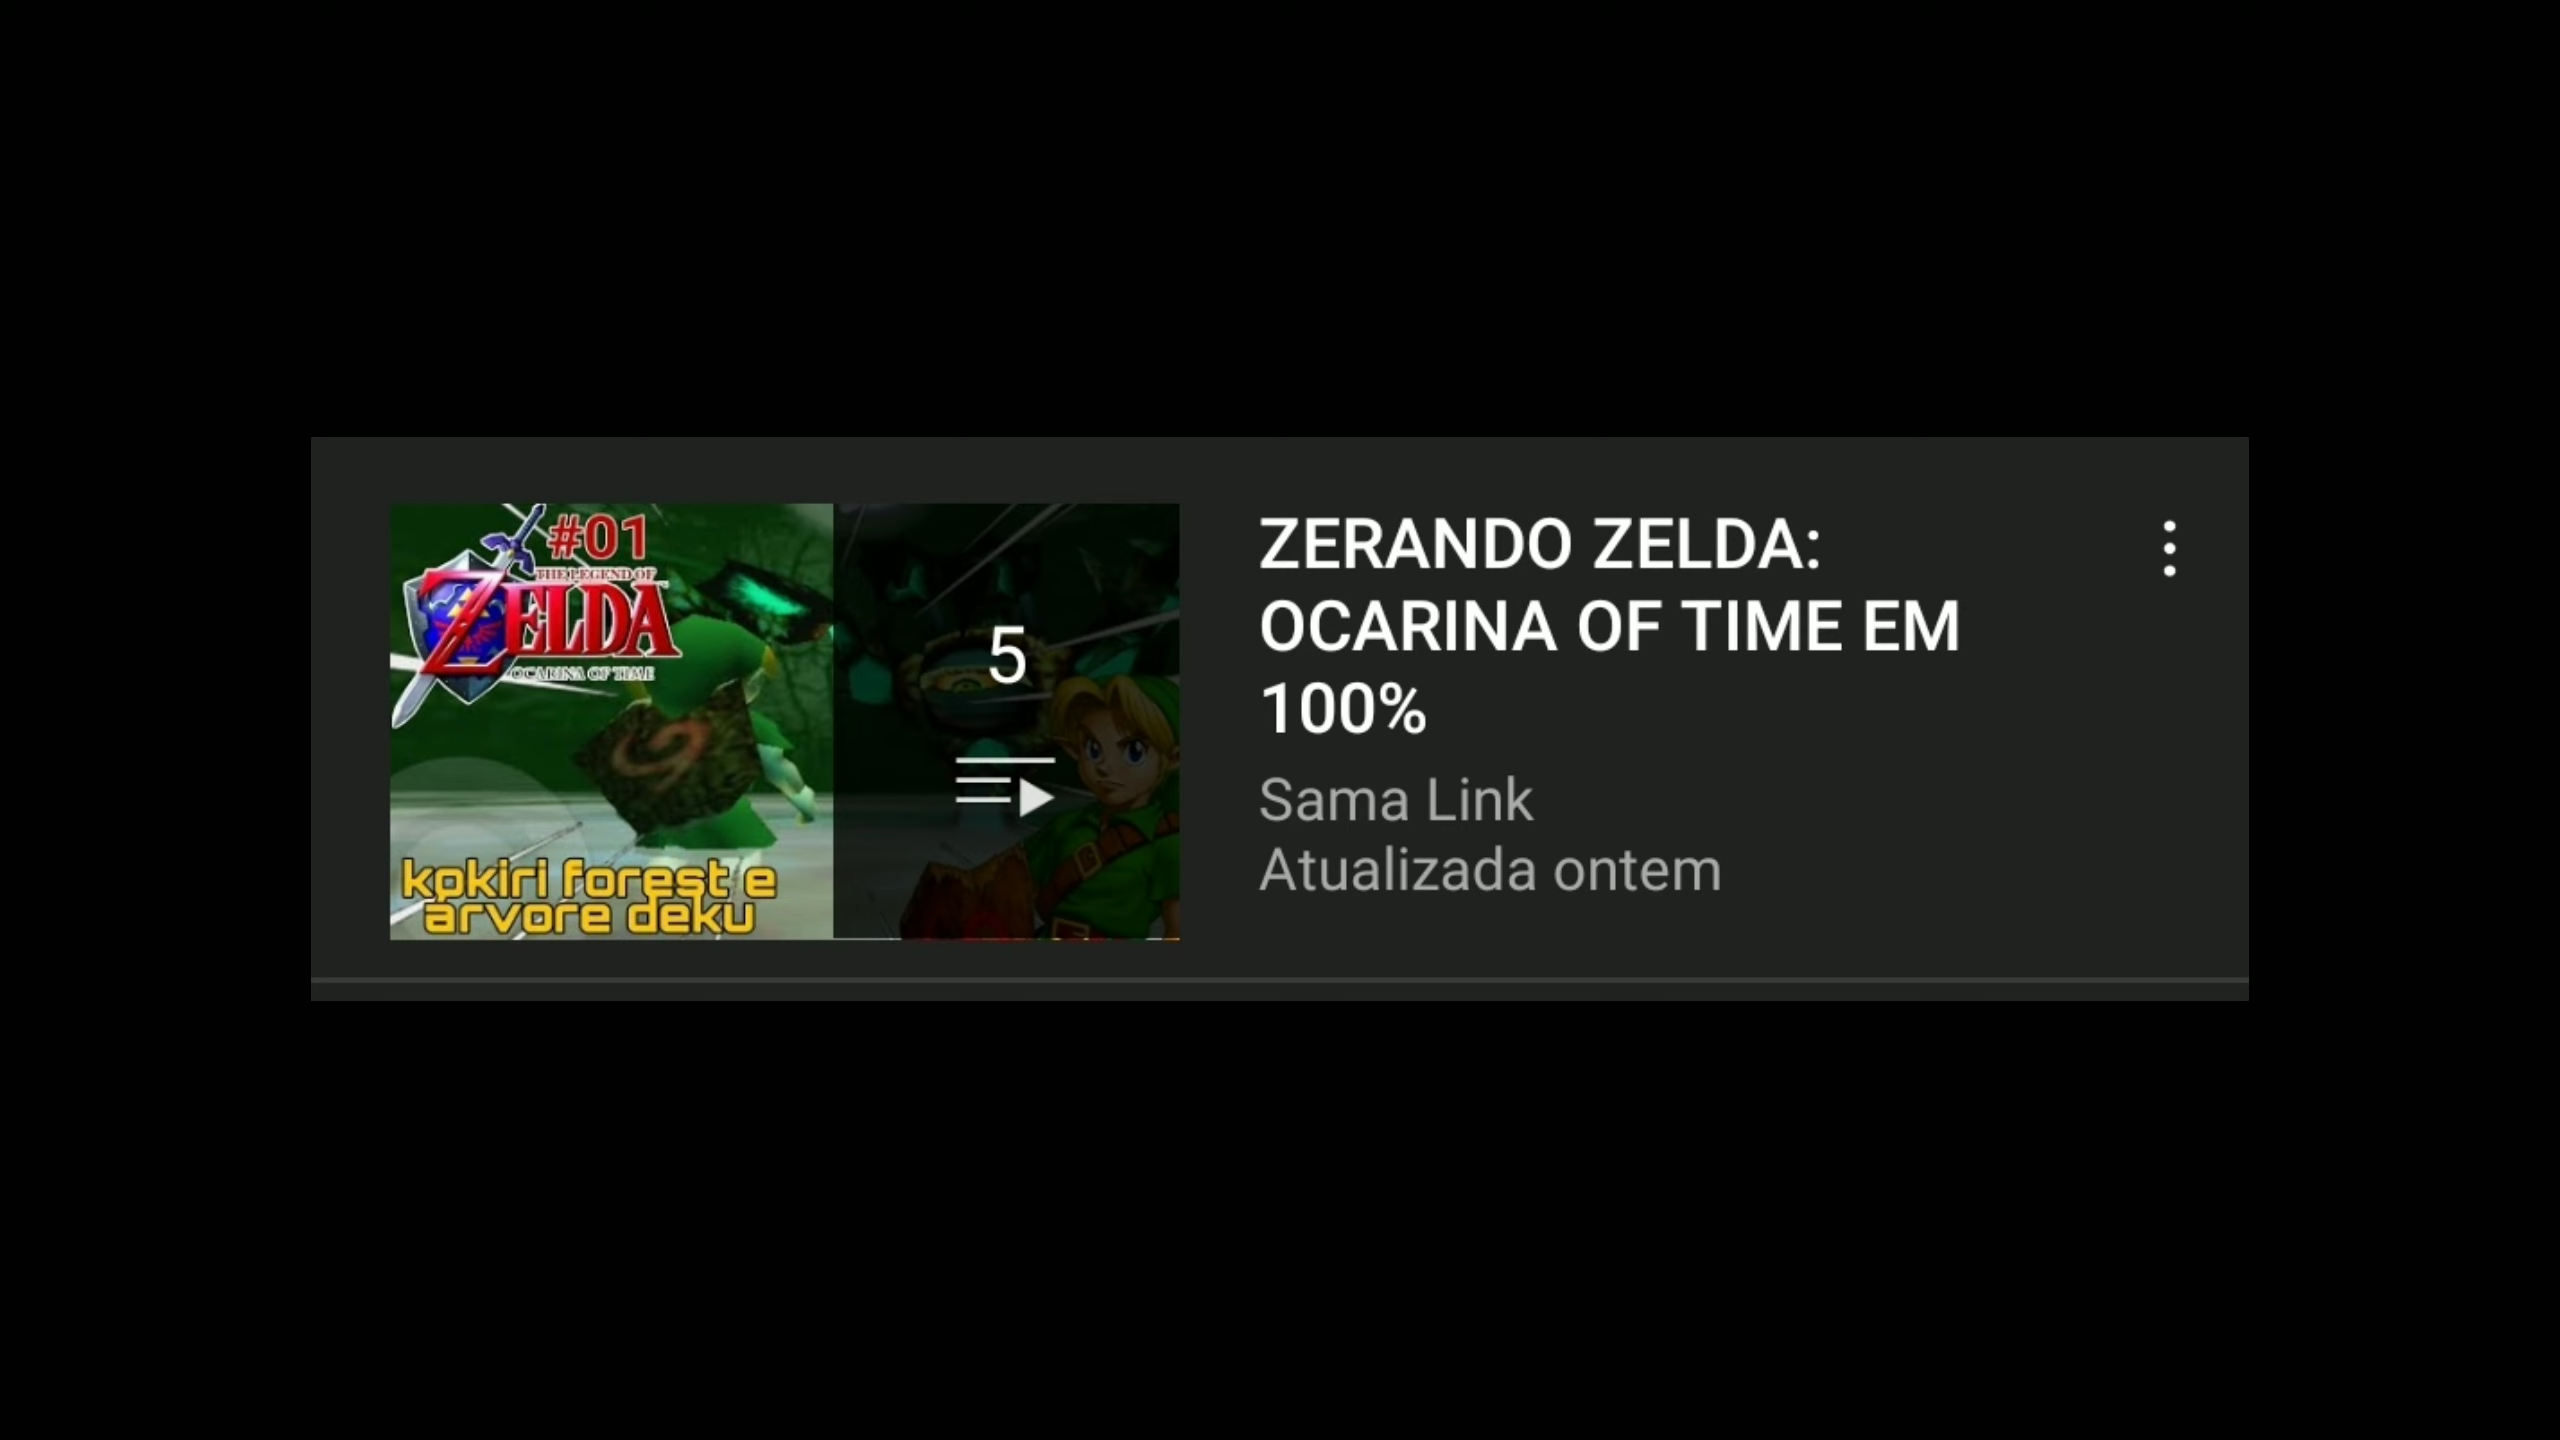 #01
THE LEGEND OF
ZELDA
OCARINA OF TIME
kokiri forest e
árvore deku
5
ZERANDO ZELDA:
OCARINA OF TIME EM
100%
Sama Link
Atualizada ontem